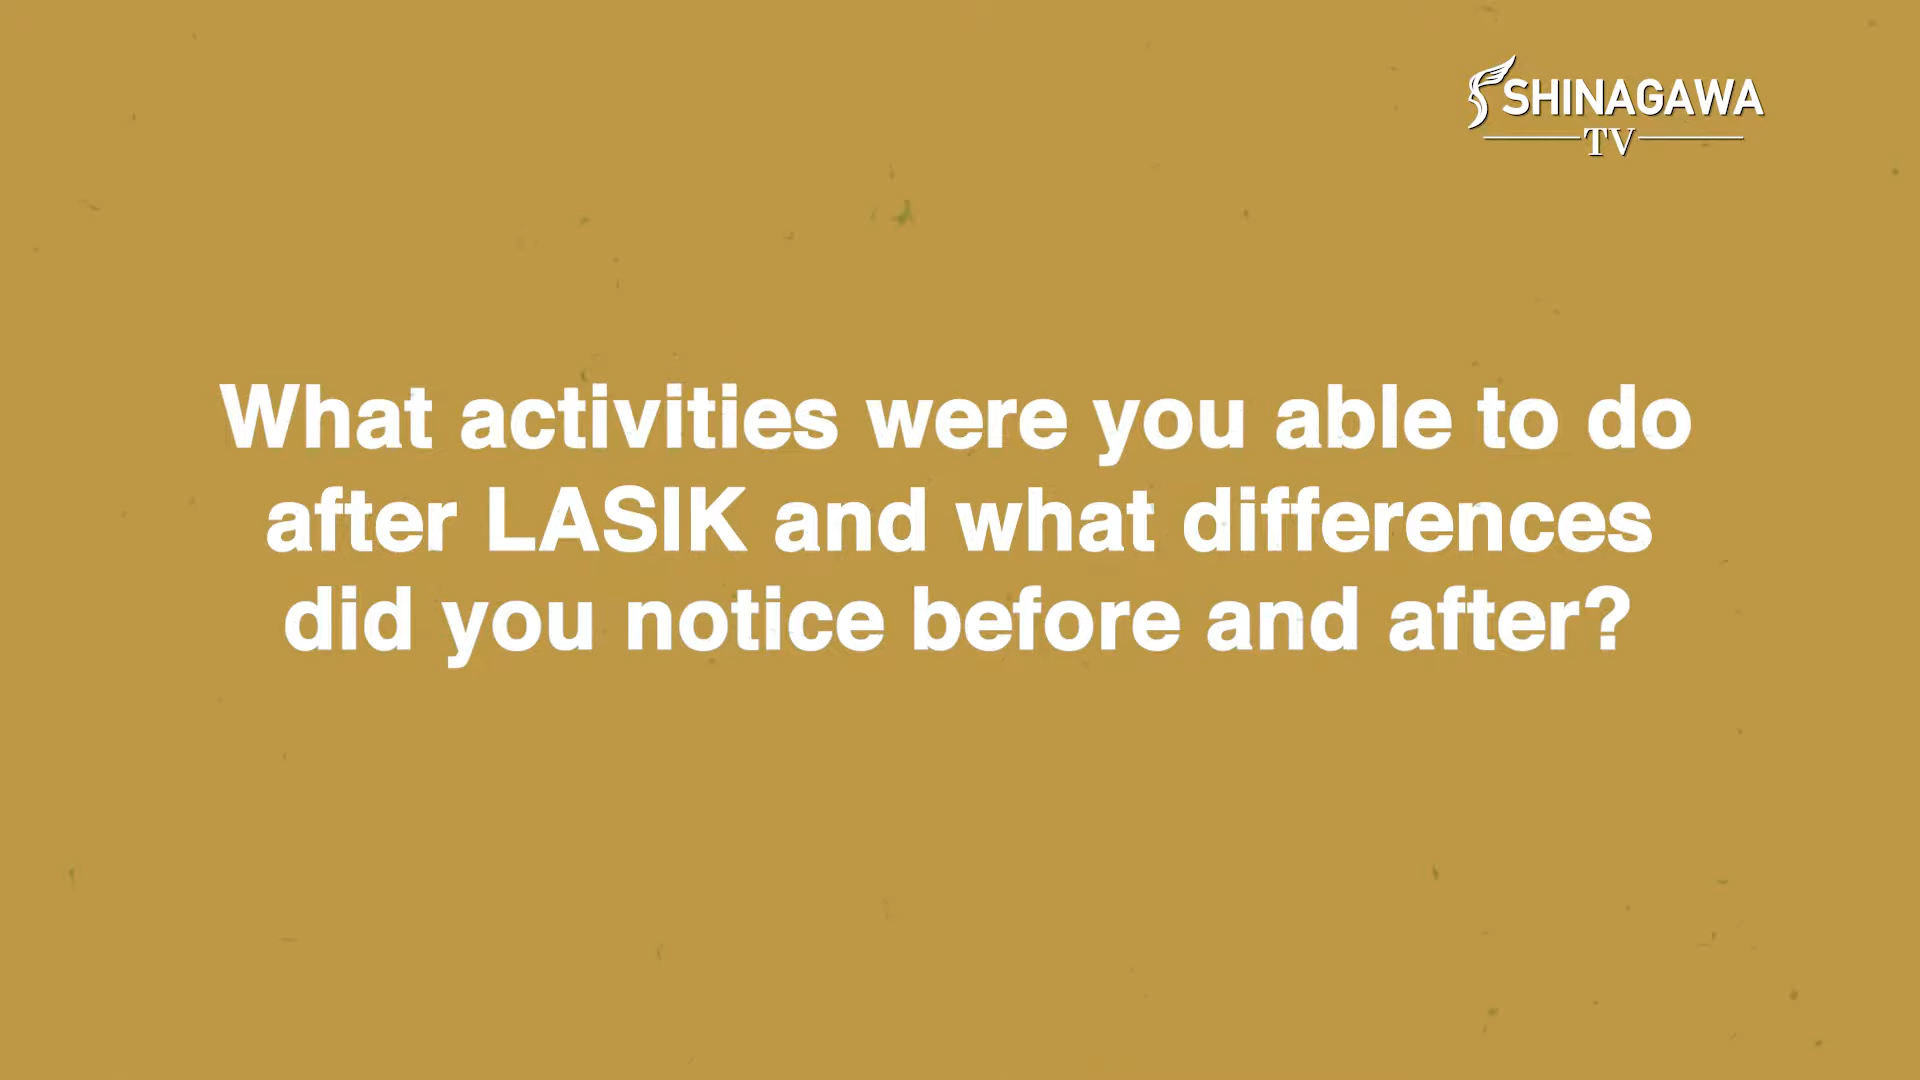 SHINAGAWA
TV
What activities were you able to do
after LASIK and what differences
did you notice before and after?